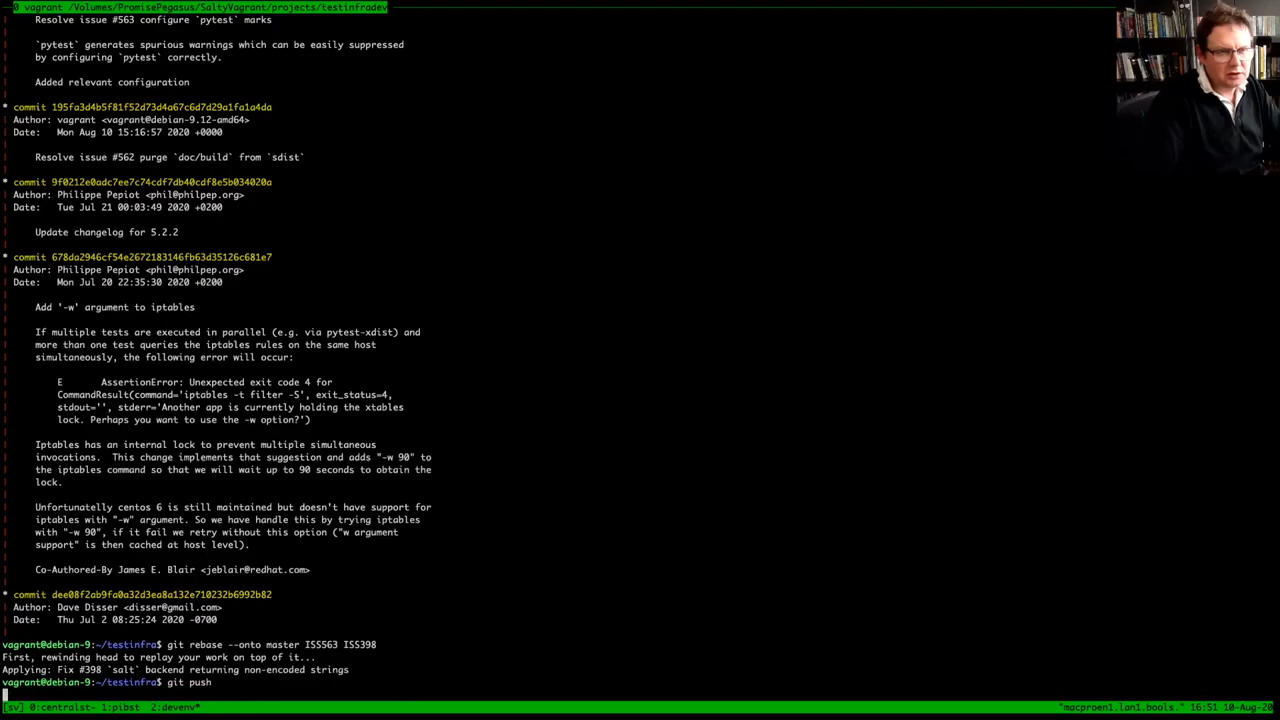 0 vagrant /Volumes/PromisePegasus/SaltyVagrant/projects/testinfradev
| Resolve issue #563 configure `pytest` marks
|
| `pytest` generates spurious warnings which can be easily suppressed
| by configuring `pytest` correctly.
|
| Added relevant configuration
|
* commit 195fa3d4b5f81f52d73d4a67c6d7d29a1fa1a4da
| Author: vagrant <vagrant@debian-9.12-amd64>
| Date: Mon Aug 10 15:16:57 2020 +0000
|
| Resolve issue #562 purge `doc/build` from `sdist`
|
* commit 9f0212e0adc7ee7c74cdf7db40cdf8e5b034020a
| Author: Philippe Pepiot <phil@philpep.org>
| Date: Tue Jul 21 00:03:49 2020 +0200
|
| Update changelog for 5.2.2
|
* commit 678da2946cf54e2672183146fb63d35126c681e7
| Author: Philippe Pepiot <phil@philpep.org>
| Date: Mon Jul 20 22:35:30 2020 +0200
|
| Add '-w' argument to iptables
|
| If multiple tests are executed in parallel (e.g. via pytest-xdist) and
| more than one test queries the iptables rules on the same host
| simultaneously, the following error will occur:
|
| E AssertionError: Unexpected exit code 4 for
| CommandResult(command='iptables -t filter -S', exit_status=4,
| stdout='', stderr='Another app is currently holding the xtables
| lock. Perhaps you want to use the -w option?')
|
| Iptables has an internal lock to prevent multiple simultaneous
| invocations. This change implements that suggestion and adds "-w 90" to
| the iptables command so that we will wait up to 90 seconds to obtain the
| lock.
|
| Unfortunatelly centos 6 is still maintained but doesn't have support for
| iptables with "-w" argument. So we have handle this by trying iptables
| with "-w 90", if it fail we retry without this option ("w argument
| support" is then cached at host level).
|
| Co-Authored-By James E. Blair <jeblair@redhat.com>
|
* commit dee08f2ab9fa0a32d3ea8a132e710232b6992b82
| Author: Dave Disser <disser@gmail.com>
| Date: Thu Jul 2 08:25:24 2020 -0700
|
vagrant@debian-9:~/testinfra$ git rebase --onto master ISS563 ISS398
First, rewinding head to replay your work on top of it...
Applying: Fix #398 `salt` backend returning non-encoded strings
vagrant@debian-9:~/testinfra$ git push
[sv] 0:centralst- 1:pibst 2:devenv* "macproen1.lan1.bools." 16:51 10-Aug-20